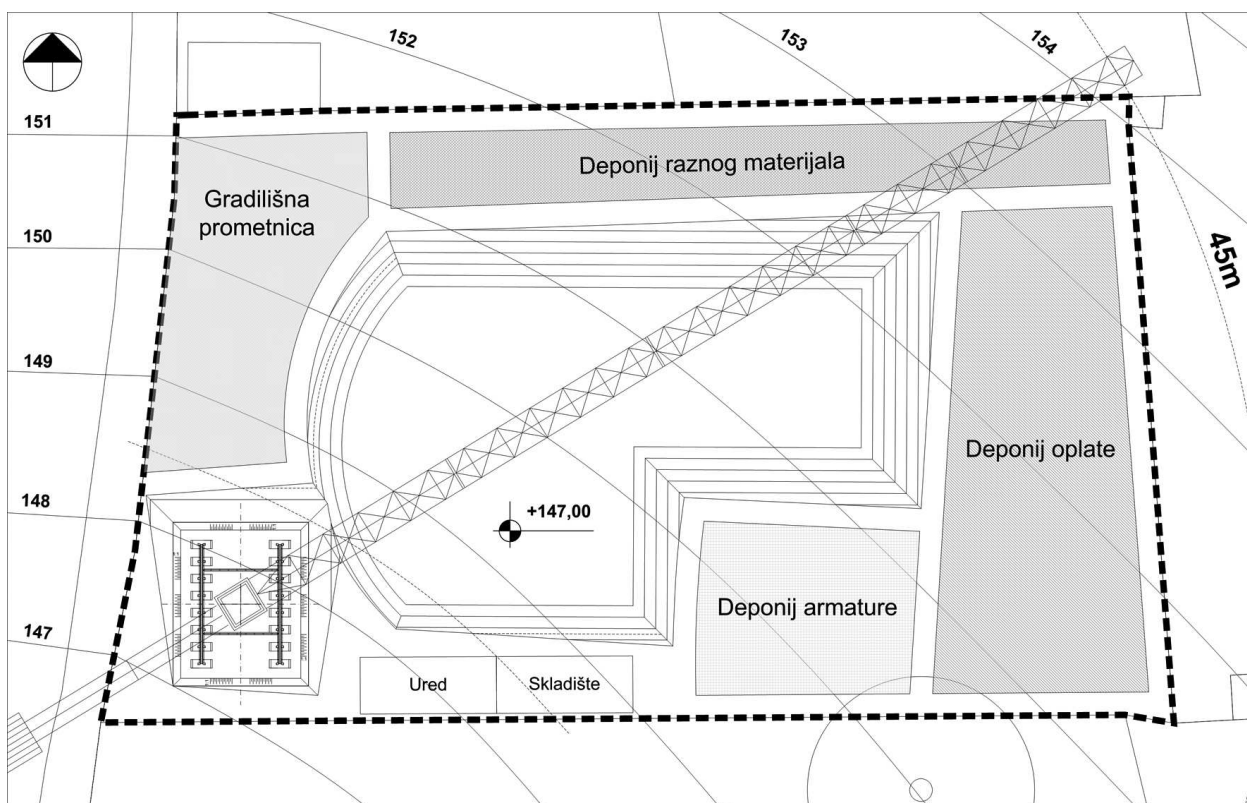 152
153
154
151
Deponij raznog materijala
Gradilišna
prometnica
150
45m
149
Deponij oplate
148
+147,00
Deponij armature
147
Ured
Skladište